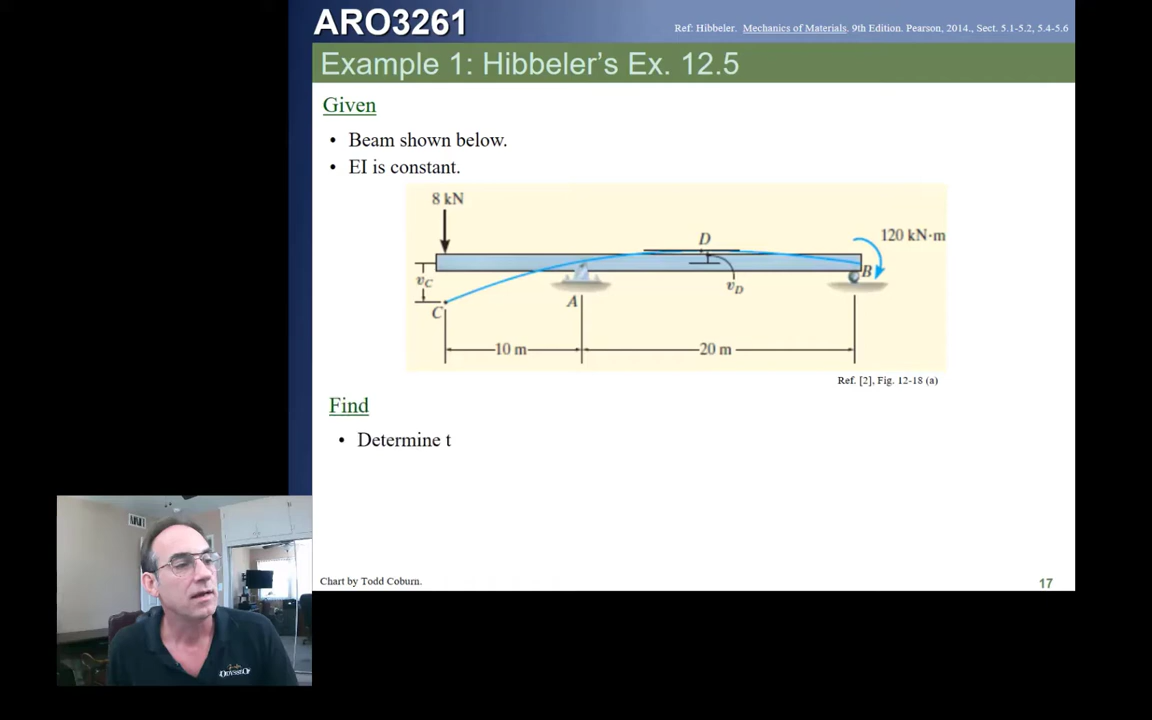 ARO3261
Ref: Hibbeler. Mechanics of Materials. 9th Edition. Pearson, 2014., Sect. 5.1-5.2, 5.4-5.6
Example 1: Hibbeler's Ex. 12.5
Given
• Beam shown below.
• EI is constant.
8 kN
D
120 kN·m
B
vC
vD
C
A
10 m
20 m
Ref. [2], Fig. 12-18 (a)
Find
• Determine t
Chart by Todd Coburn.
17